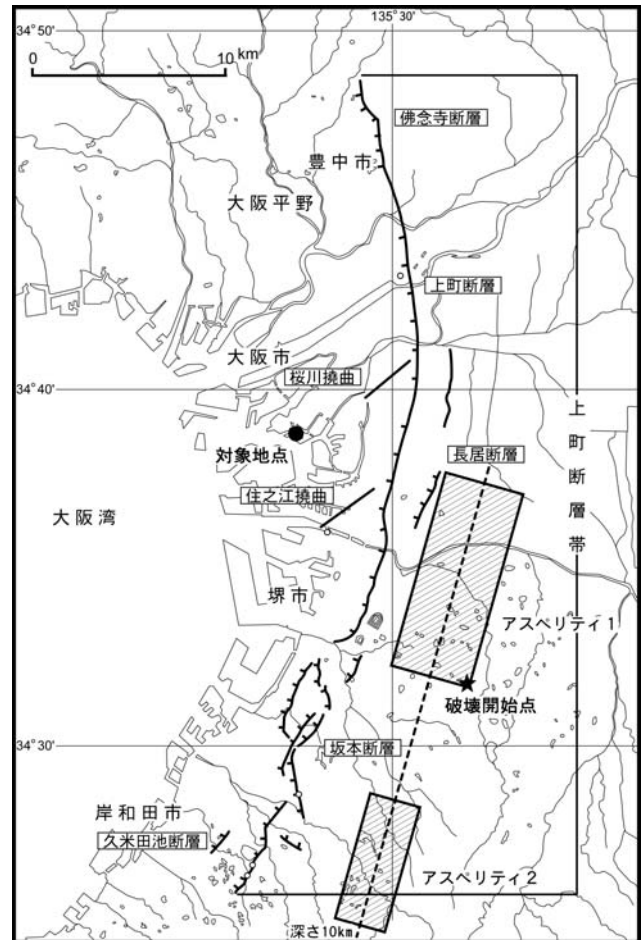 135°30'
34°50'
0
10 km
佛念寺断層
豊中市
大阪平野
上町断層
大阪市
桜川撓曲
34°40'
対象地点
長居断層
上町断層帯
住之江撓曲
大阪湾
堺市
アスペリティ1
破壊開始点
34°30'
坂本断層
岸和田市
久米田池断層
アスペリティ2
深さ10km